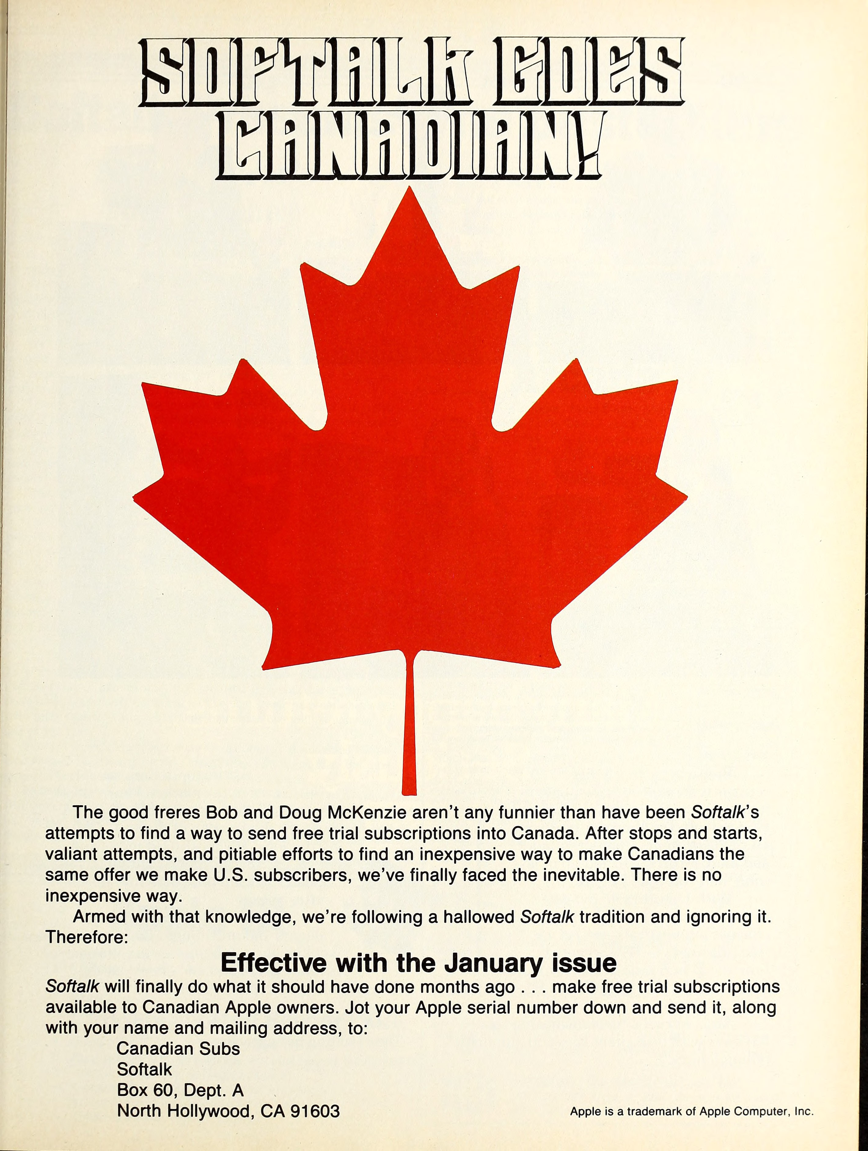 SOFTALK GOES
CANADIAN!
The good freres Bob and Doug McKenzie aren't any funnier than have been Softalk's
attempts to find a way to send free trial subscriptions into Canada. After stops and starts,
valiant attempts, and pitiable efforts to find an inexpensive way to make Canadians the
same offer we make U.S. subscribers, we've finally faced the inevitable. There is no
inexpensive way.
Armed with that knowledge, we're following a hallowed Softalk tradition and ignoring it.
Therefore:
Effective with the January issue
Softalk will finally do what it should have done months ago . . . make free trial subscriptions
available to Canadian Apple owners. Jot your Apple serial number down and send it, along
with your name and mailing address, to:
Canadian Subs
Softalk
Box 60, Dept. A
North Hollywood, CA 91603
Apple is a trademark of Apple Computer, Inc.